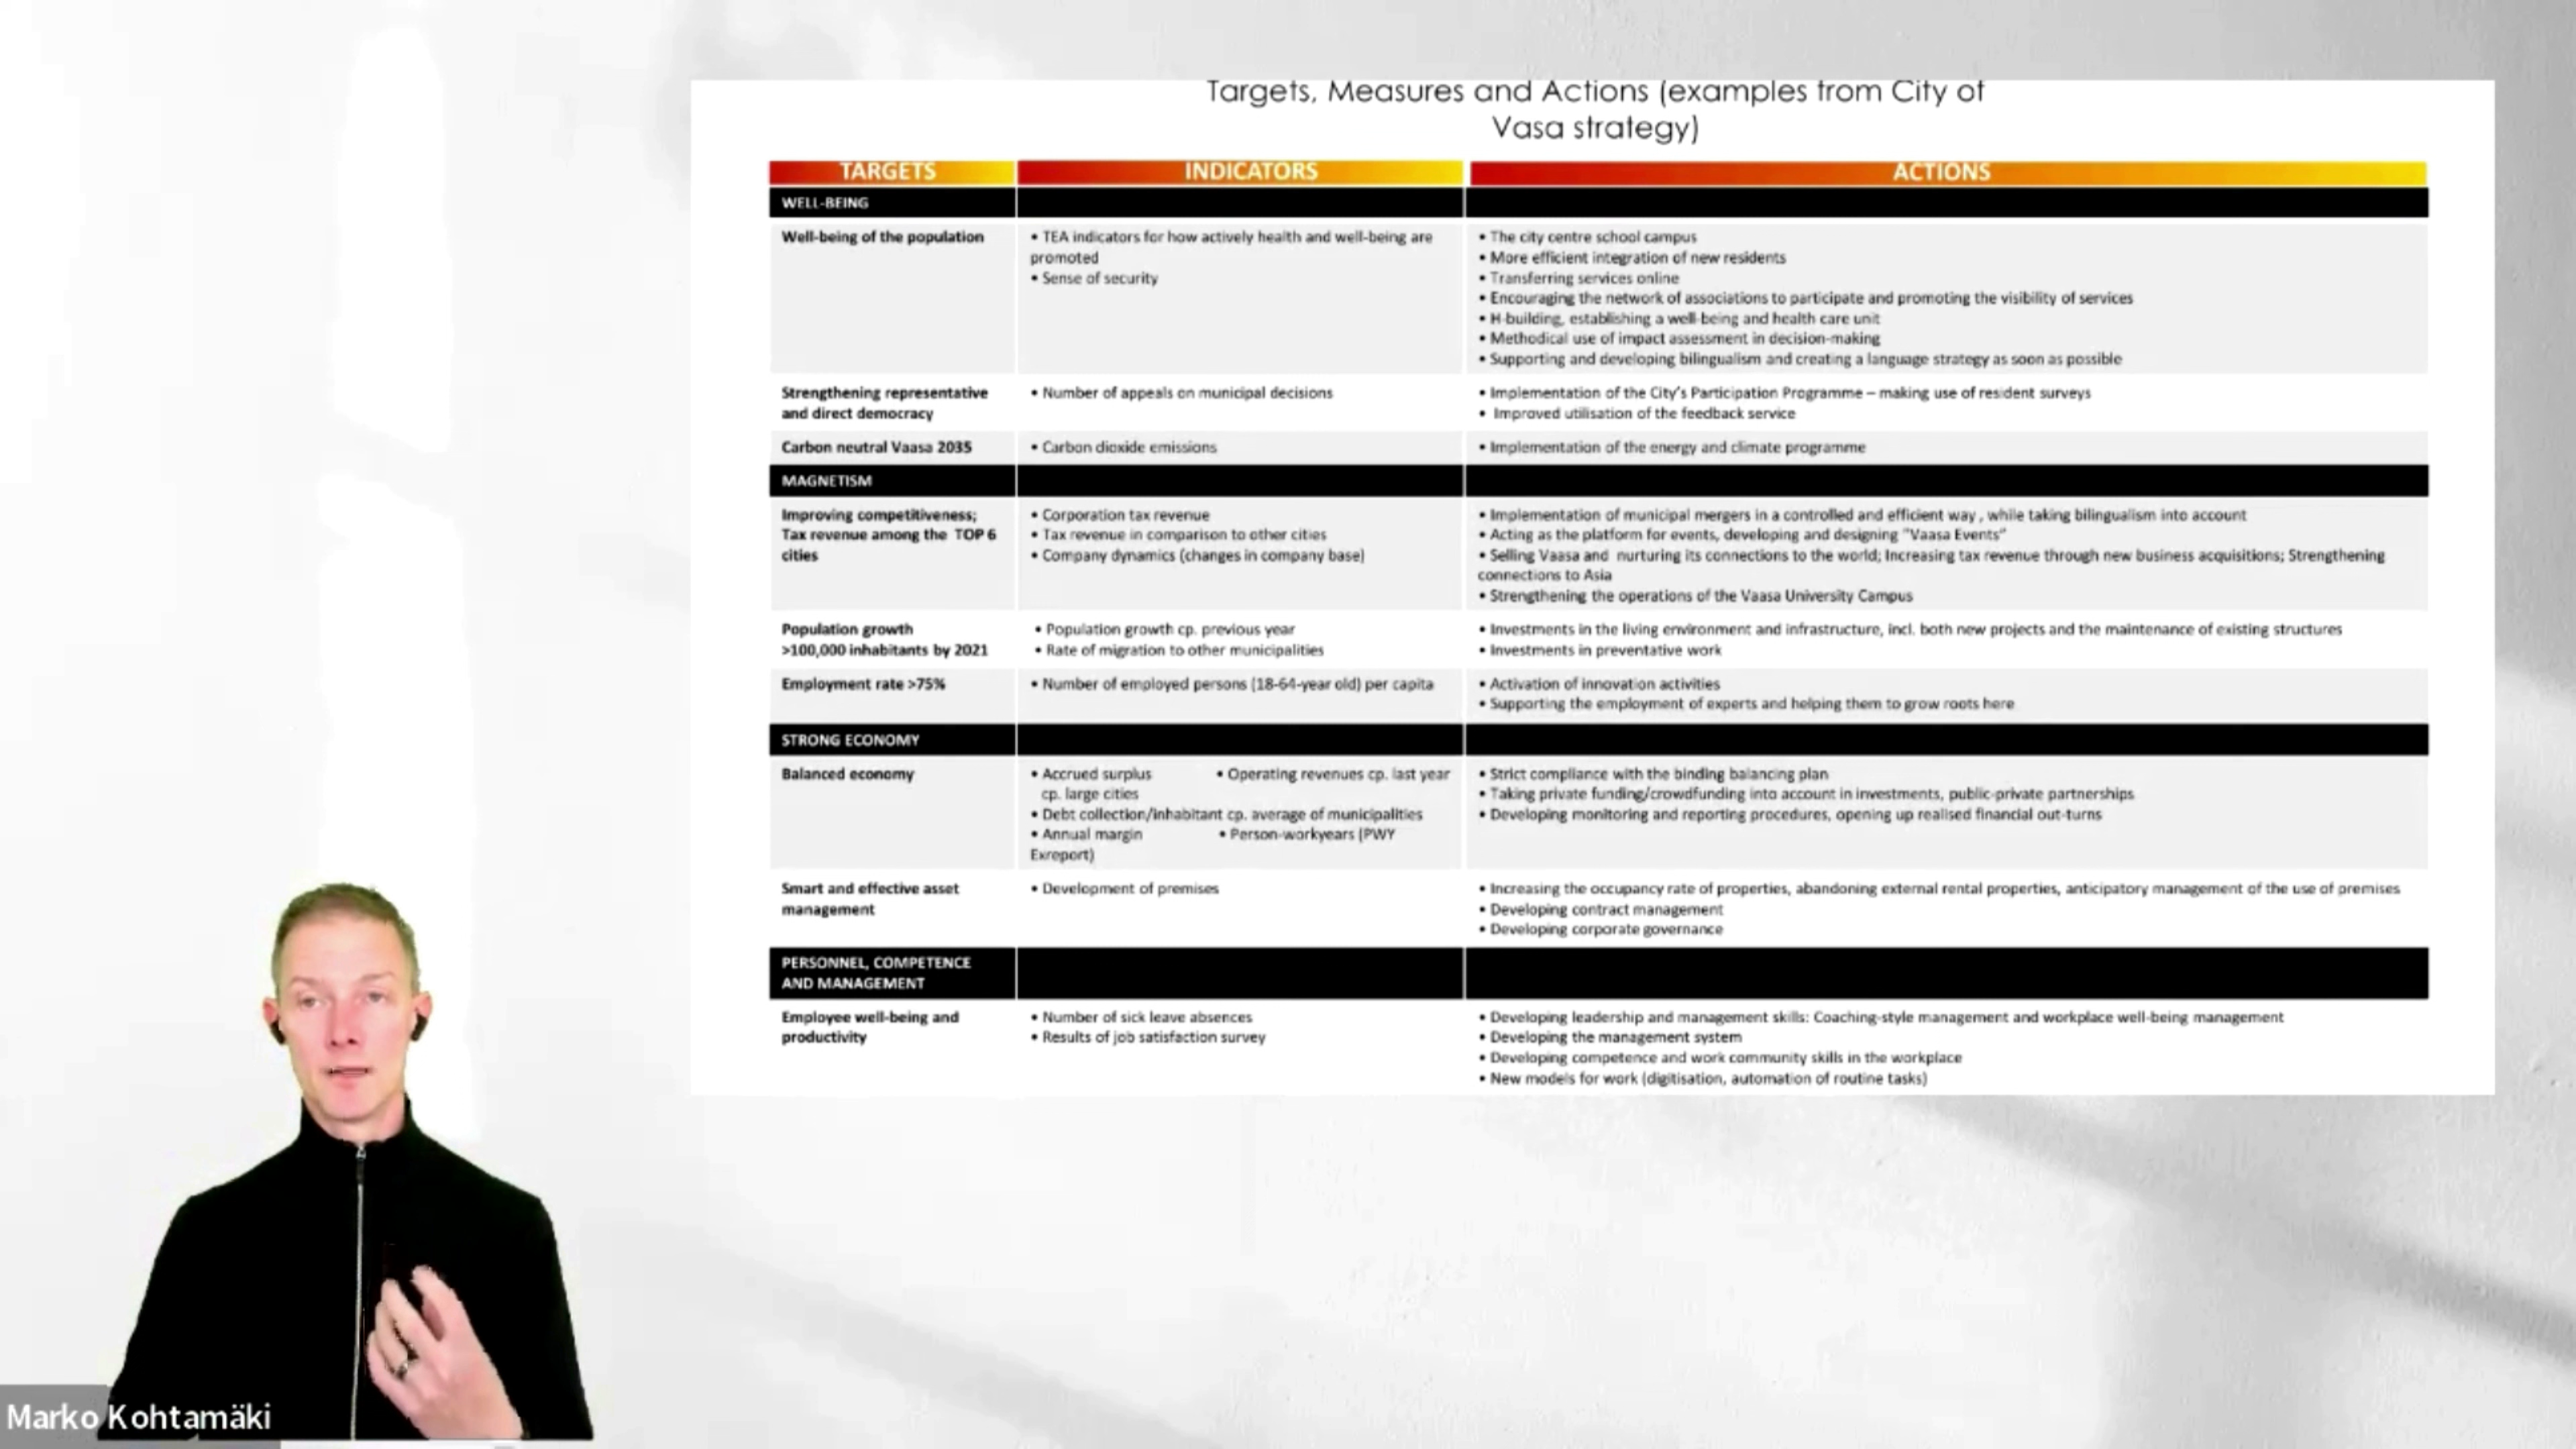 Targets, Measures and Actions (examples from City of
Vasa strategy)
TARGETS
INDICATORS
ACTIONS
WELL-BEING
Well-being of the population
• TEA indicators for how actively health and well-being are
promoted
• Sense of security
• The city centre school campus
• More efficient integration of new residents
• Transferring services online
• Encouraging the network of associations to participate and promoting the visibility of services
• H-building, establishing a well-being and health care unit
• Methodical use of impact assessment in decision-making
• Supporting and developing bilingualism and creating a language strategy as soon as possible
Strengthening representative
and direct democracy
• Number of appeals on municipal decisions
• Implementation of the City's Participation Programme – making use of resident surveys
• Improved utilisation of the feedback service
Carbon neutral Vaasa 2035
• Carbon dioxide emissions
• Implementation of the energy and climate programme
MAGNETISM
Improving competitiveness;
Tax revenue among the TOP 6
cities
• Corporation tax revenue
• Tax revenue in comparison to other cities
• Company dynamics (changes in company base)
• Implementation of municipal mergers in a controlled and efficient way , while taking bilingualism into account
• Acting as the platform for events, developing and designing "Vaasa Events"
• Selling Vaasa and nurturing its connections to the world; Increasing tax revenue through new business acquisitions; Strengthening
connections to Asia
• Strengthening the operations of the Vaasa University Campus
Population growth
>100,000 inhabitants by 2021
• Population growth cp. previous year
• Rate of migration to other municipalities
• Investments in the living environment and infrastructure, incl. both new projects and the maintenance of existing structures
• Investments in preventative work
Employment rate >75%
• Number of employed persons (18-64-year old) per capita
• Activation of innovation activities
• Supporting the employment of experts and helping them to grow roots here
STRONG ECONOMY
Balanced economy
• Accrued surplus • Operating revenues cp. last year
cp. large cities
• Debt collection/inhabitant cp. average of municipalities
• Annual margin • Person-workyears (PWY
Exreport)
• Strict compliance with the binding balancing plan
• Taking private funding/crowdfunding into account in investments, public-private partnerships
• Developing monitoring and reporting procedures, opening up realised financial out-turns
Smart and effective asset
management
• Development of premises
• Increasing the occupancy rate of properties, abandoning external rental properties, anticipatory management of the use of premises
• Developing contract management
• Developing corporate governance
PERSONNEL, COMPETENCE
AND MANAGEMENT
Employee well-being and
productivity
• Number of sick leave absences
• Results of job satisfaction survey
• Developing leadership and management skills: Coaching-style management and workplace well-being management
• Developing the management system
• Developing competence and work community skills in the workplace
• New models for work (digitisation, automation of routine tasks)
Marko Kohtamäki